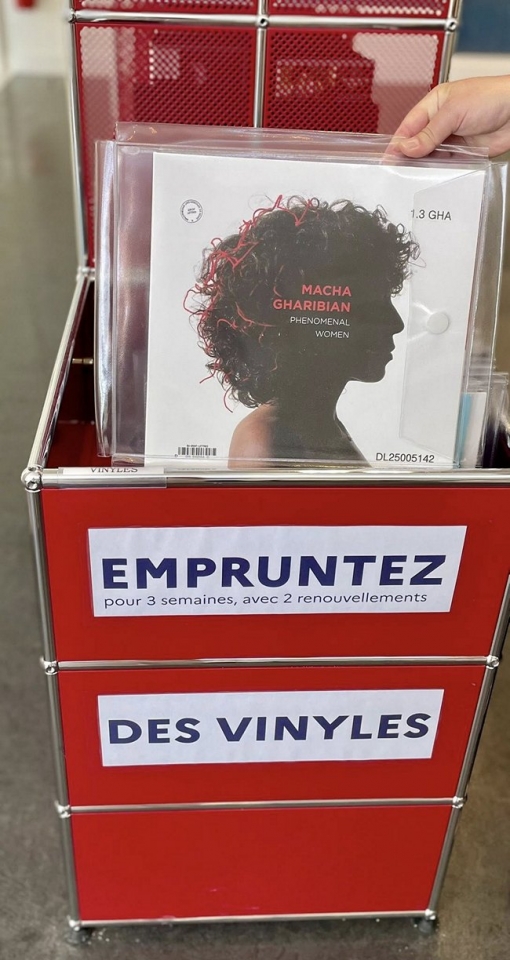 1.3 GHA
MACHA
GHARIBIAN
PHENOMENAL
WOMEN
DL25005142
VINYLES
EMPRUNTEZ
pour 3 semaines, avec 2 renouvellements
DES VINYLES